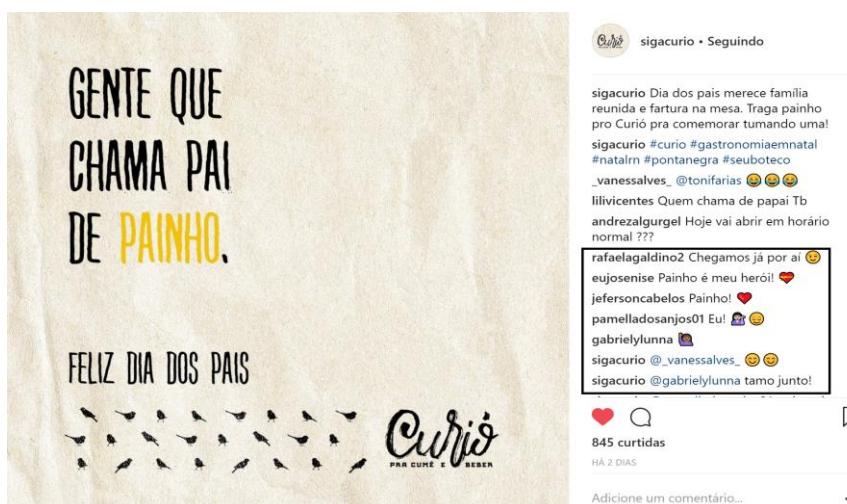 GENTE QUE
CHAMA PAI
DE PAINHO.
FELIZ DIA DOS PAIS
Curió
PRA CUMÊ E BEBER
Curió
sigacurio • Seguindo
sigacurio Dia dos pais merece família
reunida e fartura na mesa. Traga painho
pro Curió pra comemorar tumando uma!
sigacurio #curio #gastronomiaemnatal
#natalrn #pontanegra #seuboteco
_vanessalves_ @tonifarias 😂😂😂
lilivicentes Quem chama de papai Tb
andrezalgurgel Hoje vai abrir em horário
normal ???
rafaelagaldino2 Chegamos já por aí 😉
eujosenise Painho é meu herói! 💝
jefersoncabelos Painho! ❤️
pamelladosanjos01 Eu! 🙋🏻‍♀️😑
gabrielylunna 🙋🏽‍♀️
sigacurio @_vanessalves_ 😊😊
sigacurio @gabrielylunna tamo junto!
845 curtidas
HÁ 2 DIAS
Adicione um comentário...